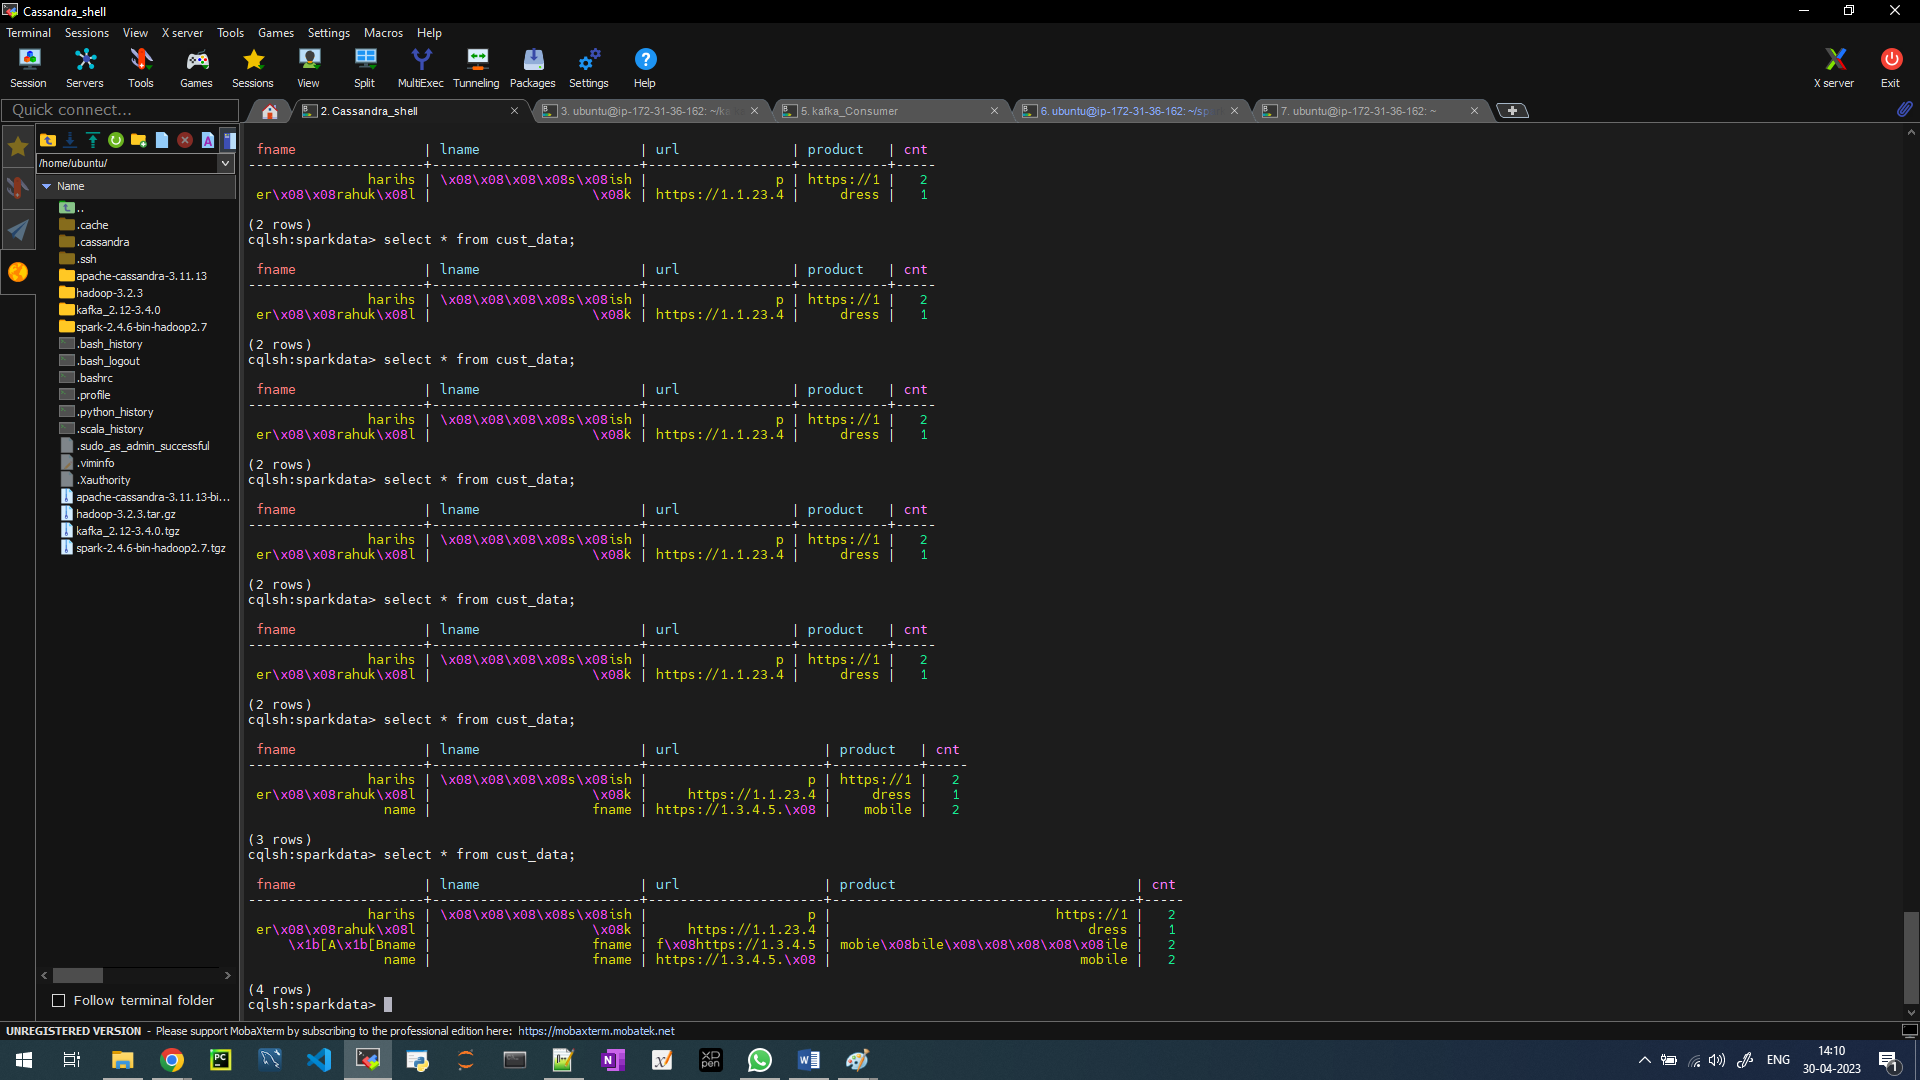 Cassandra_shell
Terminal Sessions View X server Tools Games Settings Macros Help
Session Servers Tools Games Sessions View Split MultiExec Tunneling Packages Settings Help X server Exit
Quick connect...
2. Cassandra_shell
3. ubuntu@ip-172-31-36-162: ~/ka
5. kafka_Consumer
6. ubuntu@ip-172-31-36-162: ~/sp
7. ubuntu@ip-172-31-36-162: ~
/home/ubuntu/
Name
..
.cache
.cassandra
.ssh
apache-cassandra-3.11.13
hadoop-3.2.3
kafka_2.12-3.4.0
spark-2.4.6-bin-hadoop2.7
.bash_history
.bash_logout
.bashrc
.profile
.python_history
.scala_history
.sudo_as_admin_successful
.viminfo
.Xauthority
apache-cassandra-3.11.13-bi...
hadoop-3.2.3.tar.gz
kafka_2.12-3.4.0.tgz
spark-2.4.6-bin-hadoop2.7.tgz
Follow terminal folder
fname | lname | url | product | cnt
harihs | \x08\x08\x08\x08s\x08ish | p | https://1 | 2
er\x08\x08rahuk\x08l | \x08k | https://1.1.23.4 | dress | 1
(2 rows)
cqlsh:sparkdata> select * from cust_data;
fname | lname | url | product | cnt
harihs | \x08\x08\x08\x08s\x08ish | p | https://1 | 2
er\x08\x08rahuk\x08l | \x08k | https://1.1.23.4 | dress | 1
(2 rows)
cqlsh:sparkdata> select * from cust_data;
fname | lname | url | product | cnt
harihs | \x08\x08\x08\x08s\x08ish | p | https://1 | 2
er\x08\x08rahuk\x08l | \x08k | https://1.1.23.4 | dress | 1
(2 rows)
cqlsh:sparkdata> select * from cust_data;
fname | lname | url | product | cnt
harihs | \x08\x08\x08\x08s\x08ish | p | https://1 | 2
er\x08\x08rahuk\x08l | \x08k | https://1.1.23.4 | dress | 1
(2 rows)
cqlsh:sparkdata> select * from cust_data;
fname | lname | url | product | cnt
harihs | \x08\x08\x08\x08s\x08ish | p | https://1 | 2
er\x08\x08rahuk\x08l | \x08k | https://1.1.23.4 | dress | 1
(2 rows)
cqlsh:sparkdata> select * from cust_data;
fname | lname | url | product | cnt
harihs | \x08\x08\x08\x08s\x08ish | p | https://1 | 2
er\x08\x08rahuk\x08l | \x08k | https://1.1.23.4 | dress | 1
name | fname | https://1.3.4.5.\x08 | mobile | 2
(3 rows)
cqlsh:sparkdata> select * from cust_data;
fname | lname | url | product | cnt
harihs | \x08\x08\x08\x08s\x08ish | p | https://1 | 2
er\x08\x08rahuk\x08l | \x08k | https://1.1.23.4 | dress | 1
\x1b[A\x1b[Bname | fname | f\x08https://1.3.4.5 | mobie\x08bile\x08\x08\x08\x08\x08ile | 2
name | fname | https://1.3.4.5.\x08 | mobile | 2
(4 rows)
cqlsh:sparkdata>
UNREGISTERED VERSION - Please support MobaXterm by subscribing to the professional edition here: https://mobaxterm.mobatek.net
PC
XP
pen
ENG
14:10
30-04-2023
1